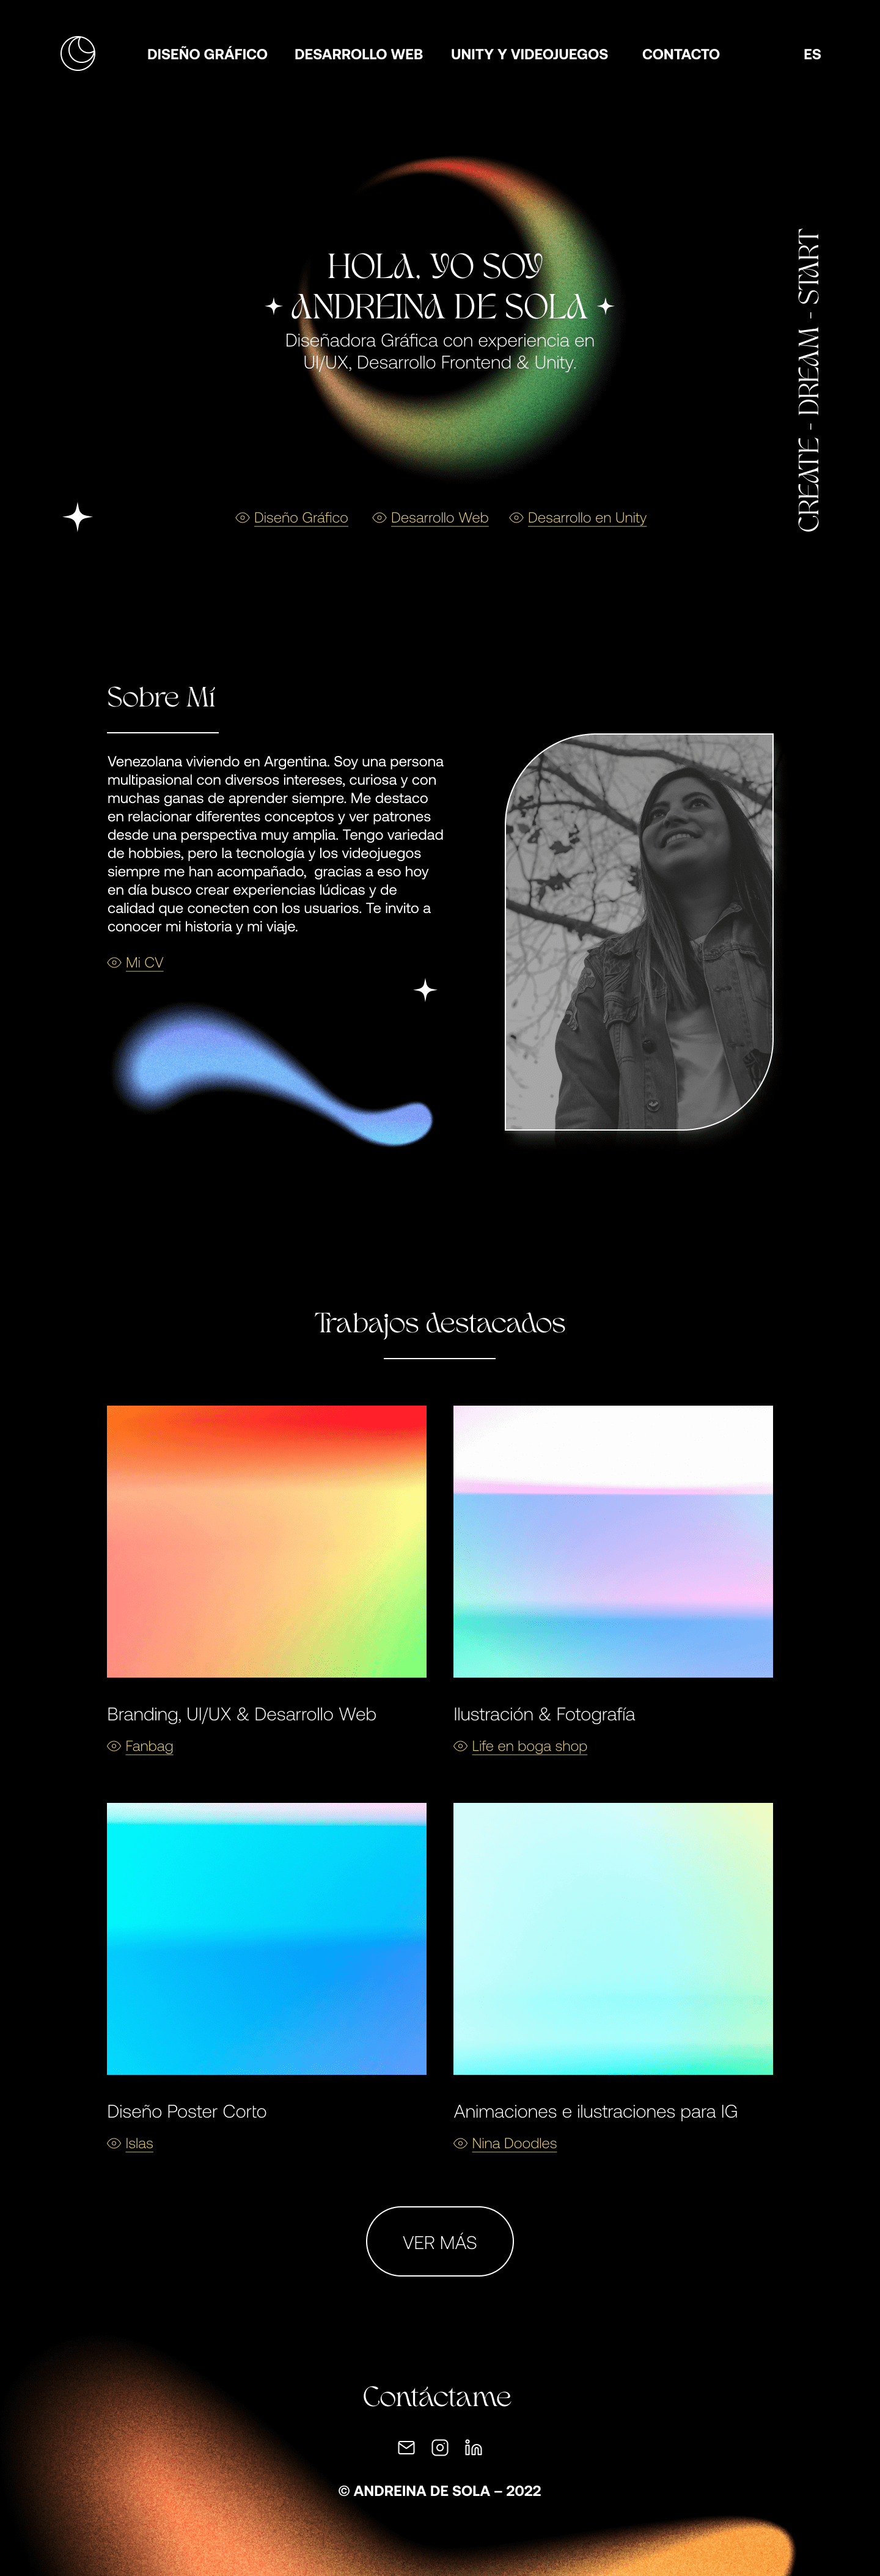 DISEÑO GRÁFICO
DESARROLLO WEB
UNITY Y VIDEOJUEGOS
CONTACTO
ES
HOLA, YO SOY
ANDREINA DE SOLA
Diseñadora Gráfica con experiencia en
UI/UX, Desarrollo Frontend & Unity.
CREATE - DREAM - START
Diseño Gráfico
Desarrollo Web
Desarrollo en Unity
Sobre Mí
Venezolana viviendo en Argentina. Soy una persona
multipasional con diversos intereses, curiosa y con
muchas ganas de aprender siempre. Me destaco
en relacionar diferentes conceptos y ver patrones
desde una perspectiva muy amplia. Tengo variedad
de hobbies, pero la tecnología y los videojuegos
siempre me han acompañado,  gracias a eso hoy
en día busco crear experiencias lúdicas y de
calidad que conecten con los usuarios. Te invito a
conocer mi historia y mi viaje.
Mi CV
Trabajos destacados
Branding, UI/UX & Desarrollo Web
Fanbag
Ilustración & Fotografía
Life en boga shop
Diseño Poster Corto
Islas
Animaciones e ilustraciones para IG
Nina Doodles
VER MÁS
Contáctame
© ANDREINA DE SOLA – 2022